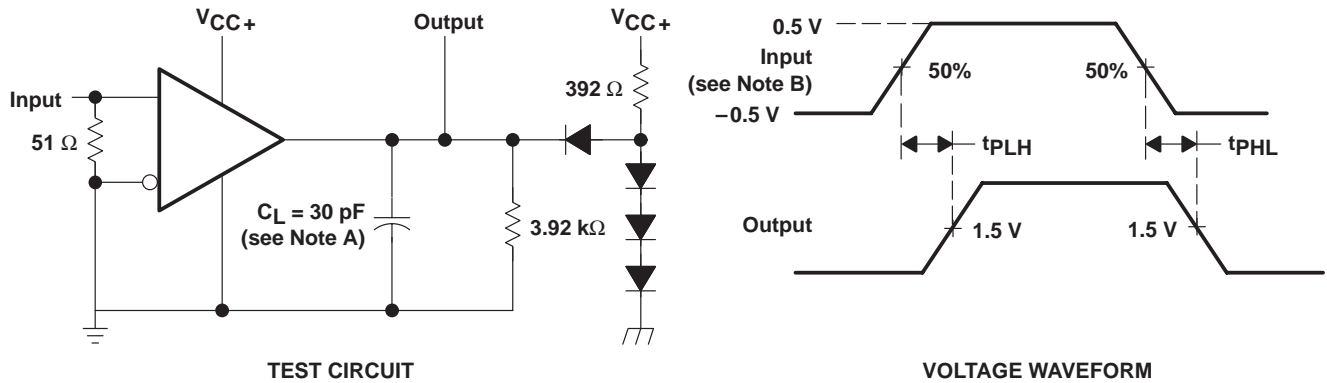 VCC+
Output
VCC+
392 Ω
Input
51 Ω
CL = 30 pF
(see Note A)
3.92 kΩ
TEST CIRCUIT
0.5 V
Input
(see Note B)
50%
50%
−0.5 V
tPLH
tPHL
Output
1.5 V
1.5 V
VOLTAGE WAVEFORM